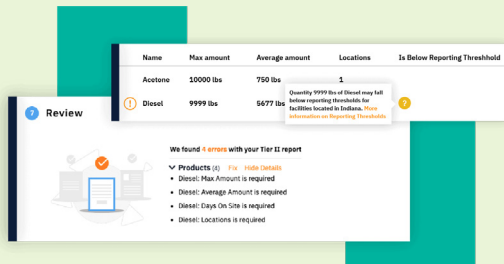 Name Max amount Average amount Locations Is Below Reporting Threshhold
Acetone 10000 lbs 750 lbs 1
Diesel 9999 lbs 5677 lbs
Quantity 9999 lbs of Diesel may fall
below reporting thresholds for
facilities located in Indiana. More
information on Reporting Thresholds
?
7 Review
We found 4 errors with your Tier II report
Products (4) Fix Hide Details
• Diesel: Max Amount is required
• Diesel: Average Amount is required
• Diesel: Days On Site is required
• Diesel: Locations is required